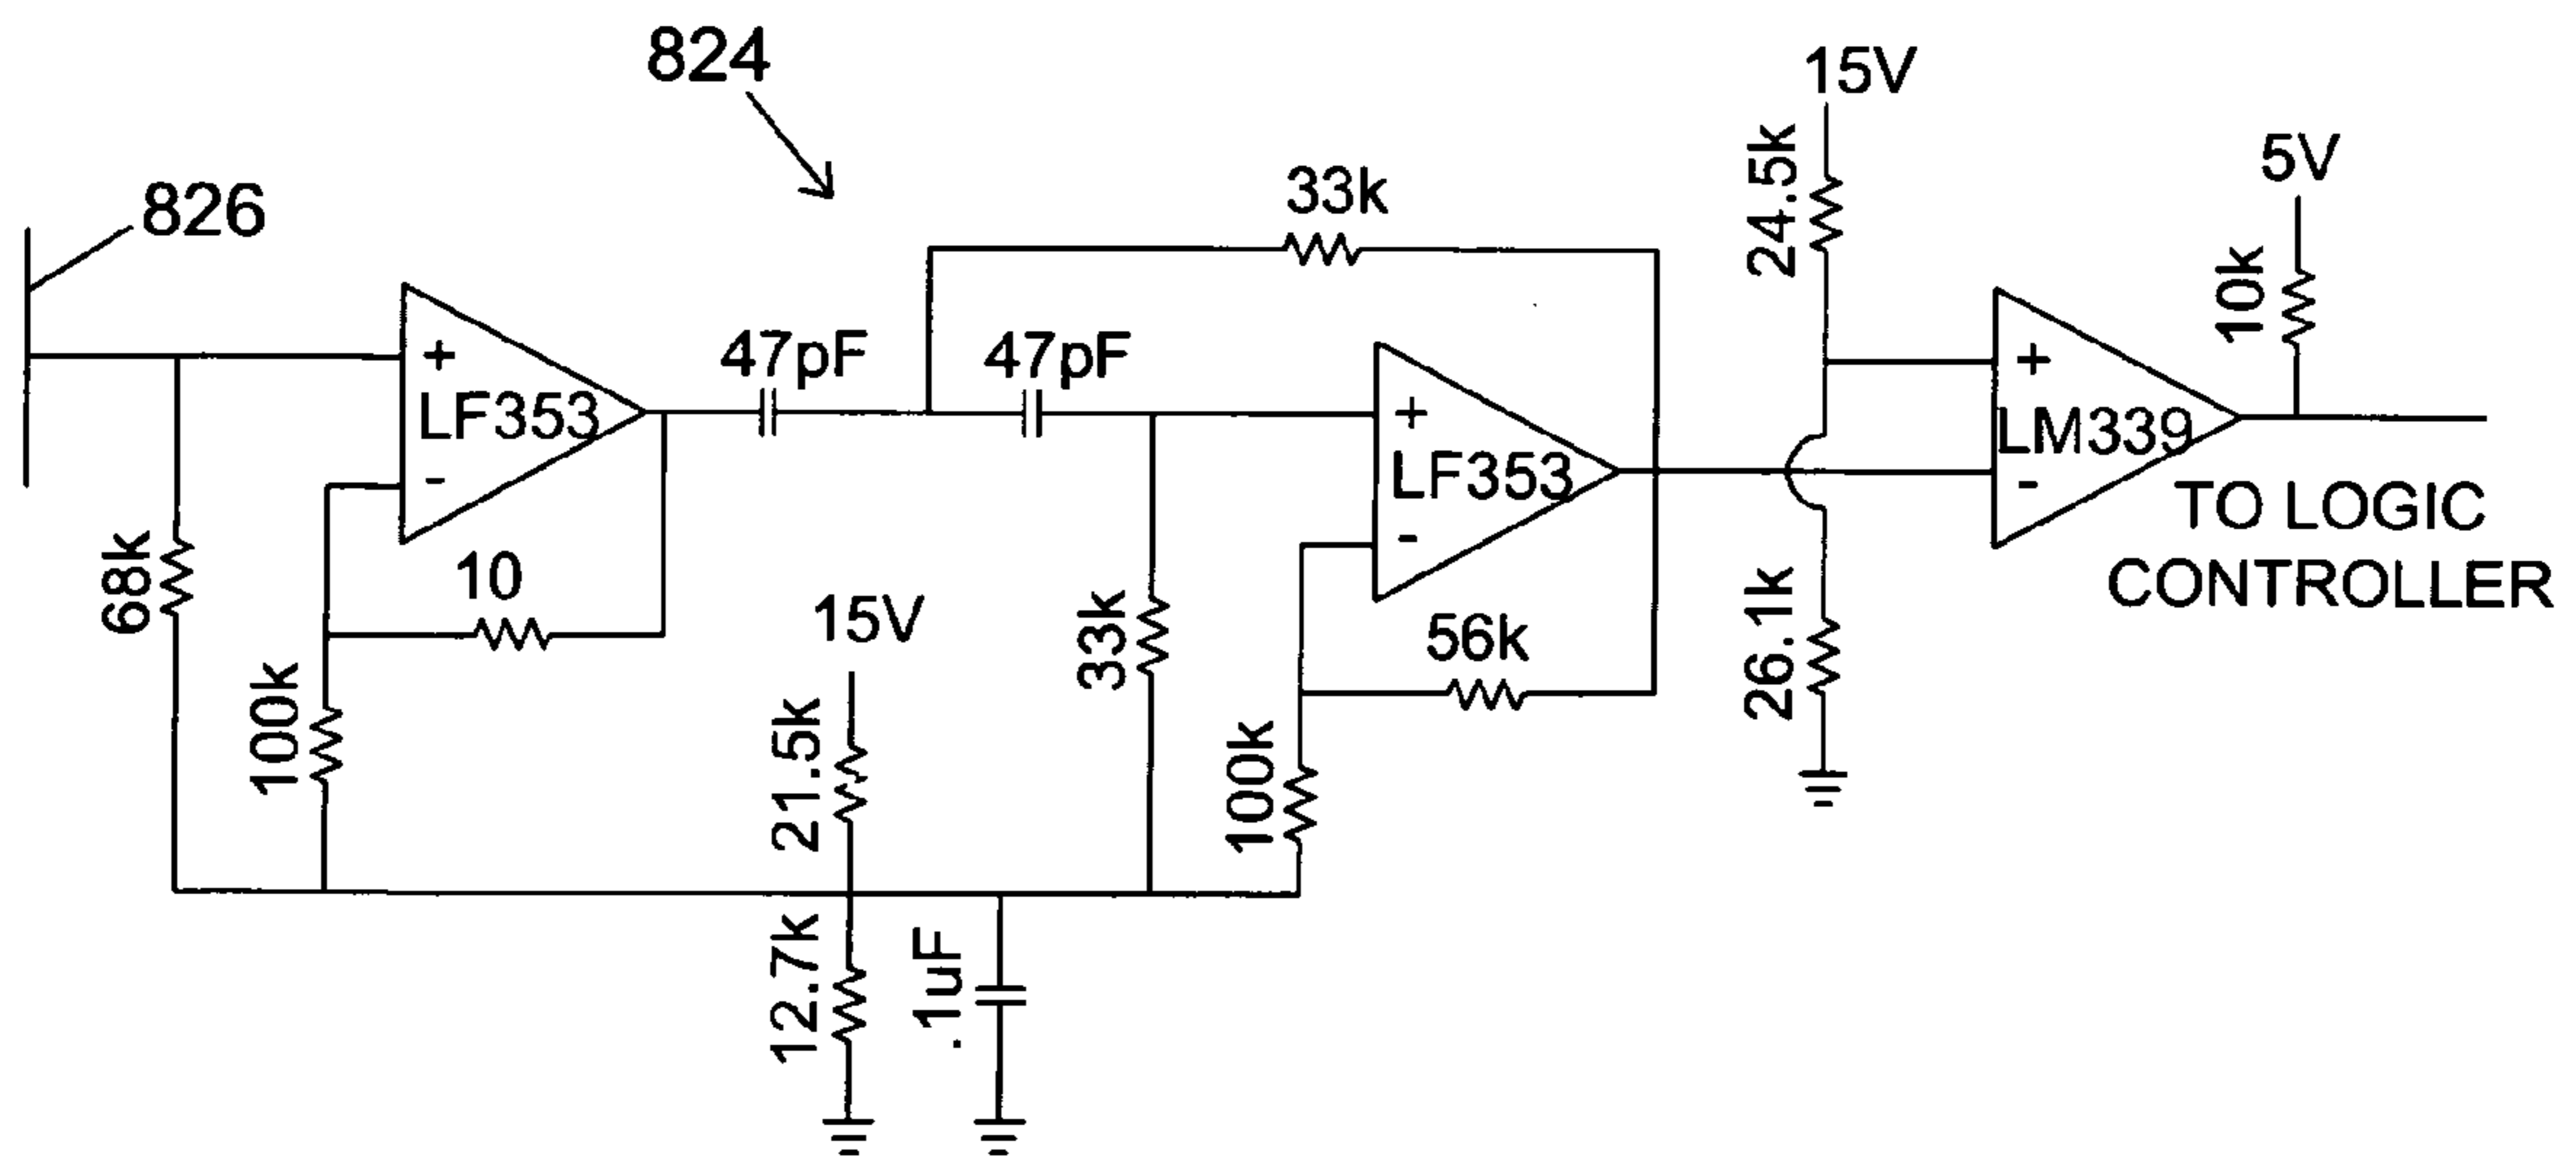 824
15V
826
33k
24.5k
5V
10k
47pF
47pF
+
LF353
-
+
LF353
-
+
LM339
-
TO LOGIC
CONTROLLER
68k
10
100k
15V
21.5k
33k
56k
100k
26.1k
12.7k
.1uF